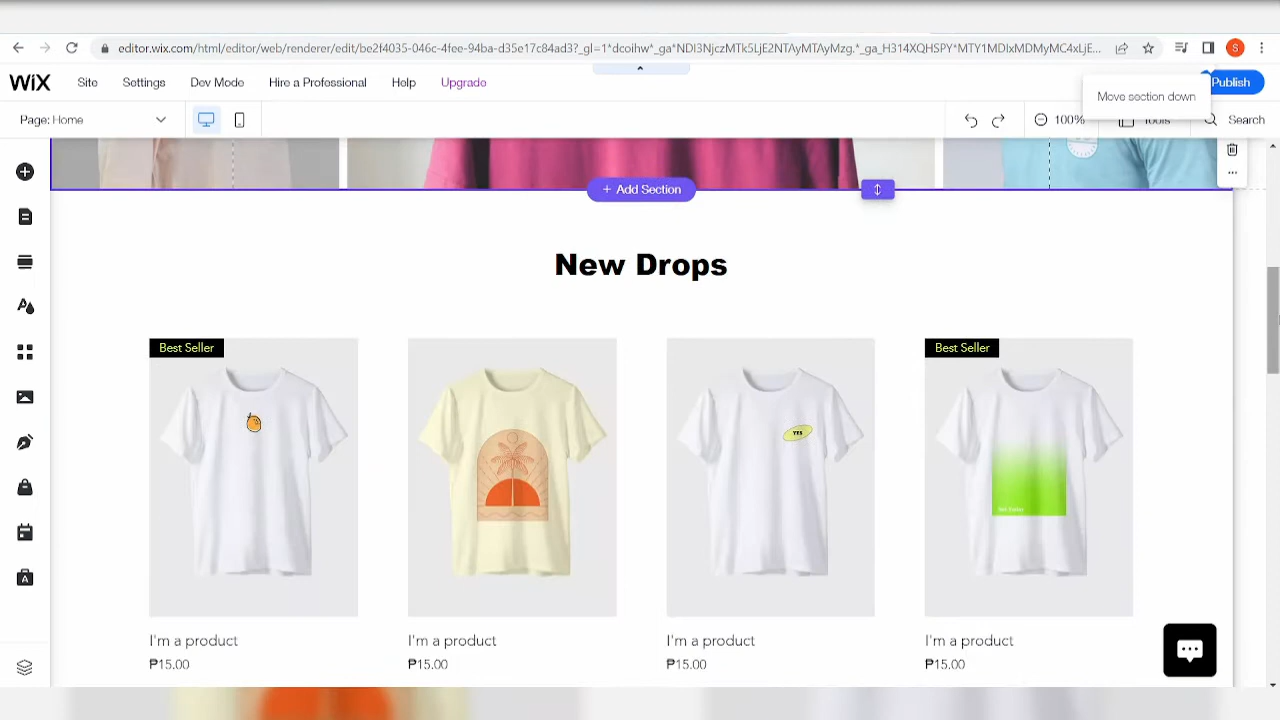 editor.wix.com/html/editor/web/renderer/edit/be2f4035-046c-4fee-94ba-d35e17c84ad3?_gl=1*dcoihw*_ga*NDI3NjczMTk5LjE2NTAyMTAyMzg.*_ga_H314XQHSPY*MTY1MDIxMDMyMC4xLjE...
S
WiX
Site
Settings
Dev Mode
Hire a Professional
Help
Upgrade
Move section down
Publish
Page: Home
100%
Tools
Search
+ Add Section
New Drops
Best Seller
Best Seller
YES
I'm a product
I'm a product
I'm a product
I'm a product
₱15.00
₱15.00
₱15.00
₱15.00